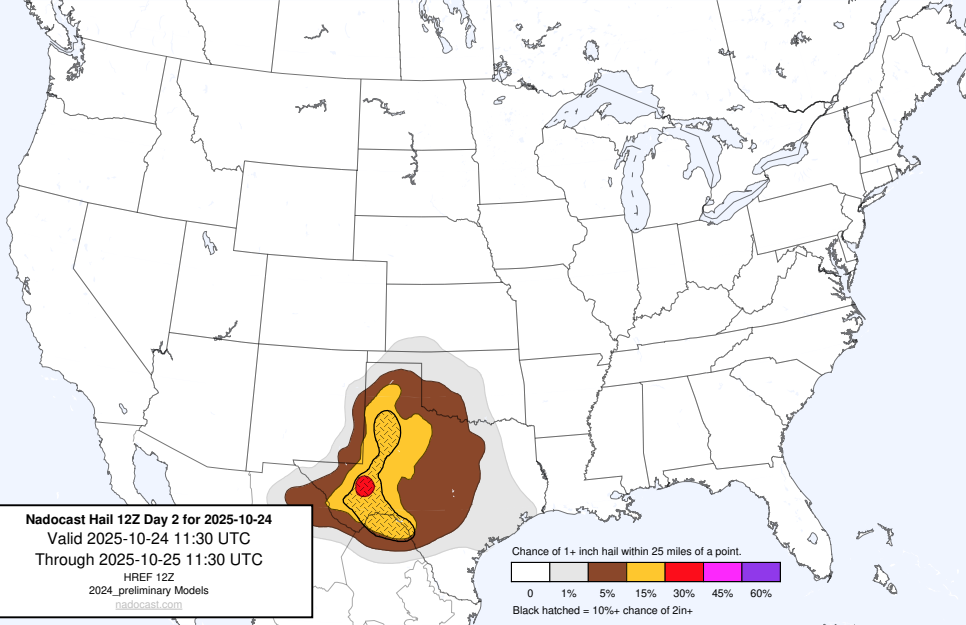 Nadocast Hail 12Z Day 2 for 2025-10-24
Valid 2025-10-24 11:30 UTC
Through 2025-10-25 11:30 UTC
HREF 12Z
2024_preliminary Models
nadocast.com
Chance of 1+ inch hail within 25 miles of a point.
0 1% 5% 15% 30% 45% 60%
Black hatched = 10%+ chance of 2in+